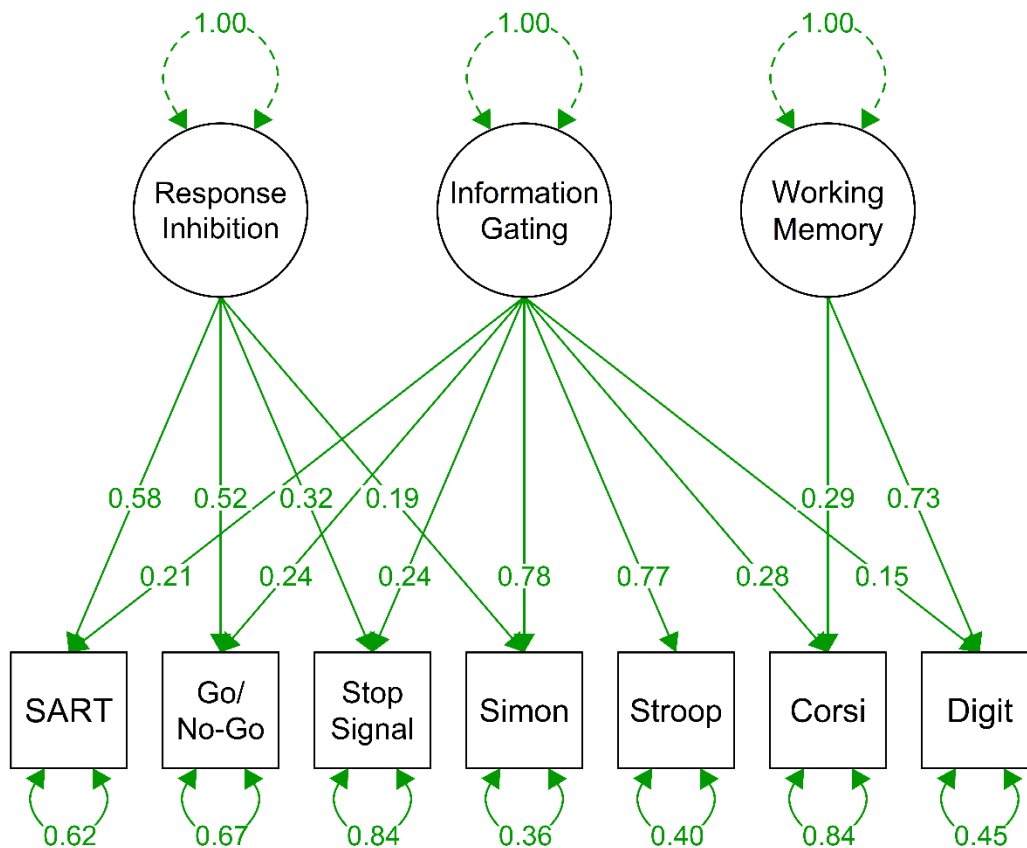 1.00 1.00 1.00
Response Information Working
Inhibition Gating Memory
0.58 0.52 0.32 0.19 0.29 0.73
0.21 0.24 0.24 0.78 0.77 0.28 0.15
SART
Go/
No-Go
Stop
Signal
Simon
Stroop
Corsi
Digit
0.62 0.67 0.84 0.36 0.40 0.84 0.45